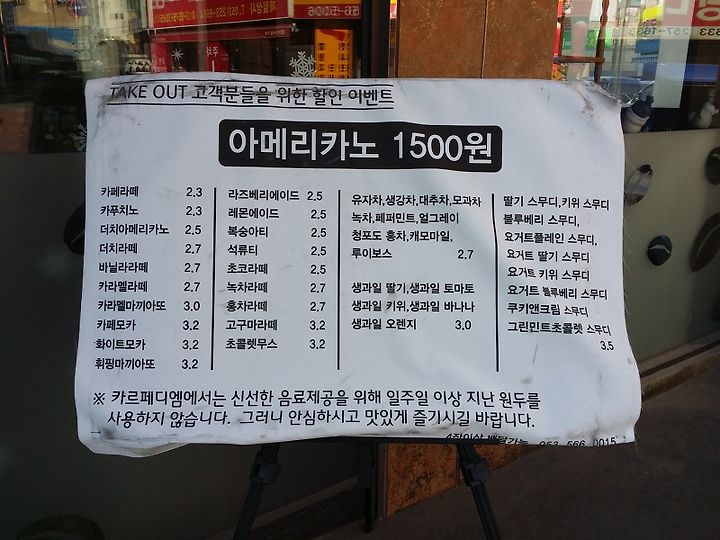 TAKE OUT 고객분들을 위한 할인 이벤트
아메리카노 1500원
카페라떼 2.3
카푸치노 2.3
더치아메리카노 2.5
더치라떼 2.7
바닐라라떼 2.7
카라멜라떼 2.7
카라멜마끼아또 3.0
카페모카 3.2
화이트모카 3.2
휘핑마끼아또 3.2
라즈베리에이드 2.5
레몬에이드 2.5
복숭아티 2.5
석류티 2.5
초코라떼 2.5
녹차라떼 2.7
홍차라떼 2.7
고구마라떼 3.2
초콜렛무스 3.2
유자차,생강차,대추차,모과차
녹차,페퍼민트,얼그레이
청포도 홍차,캐모마일,
루이보스 2.7
생과일 딸기,생과일 토마토
생과일 키위,생과일 바나나
생과일 오렌지 3.0
딸기 스무디,키위 스무디
블루베리 스무디,
요거트플레인 스무디,
요거트 딸기 스무디
요거트 키위 스무디
요거트 블루베리 스무디
쿠키앤크림 스무디
그린민트초콜렛 스무디
3.5
※ 카르페디엠에서는 신선한 음료제공을 위해 일주일 이상 지난 원두를
사용하지 않습니다. 그러니 안심하시고 맛있게 즐기시길 바랍니다.
4잔이상 배달가능 053 566 0015